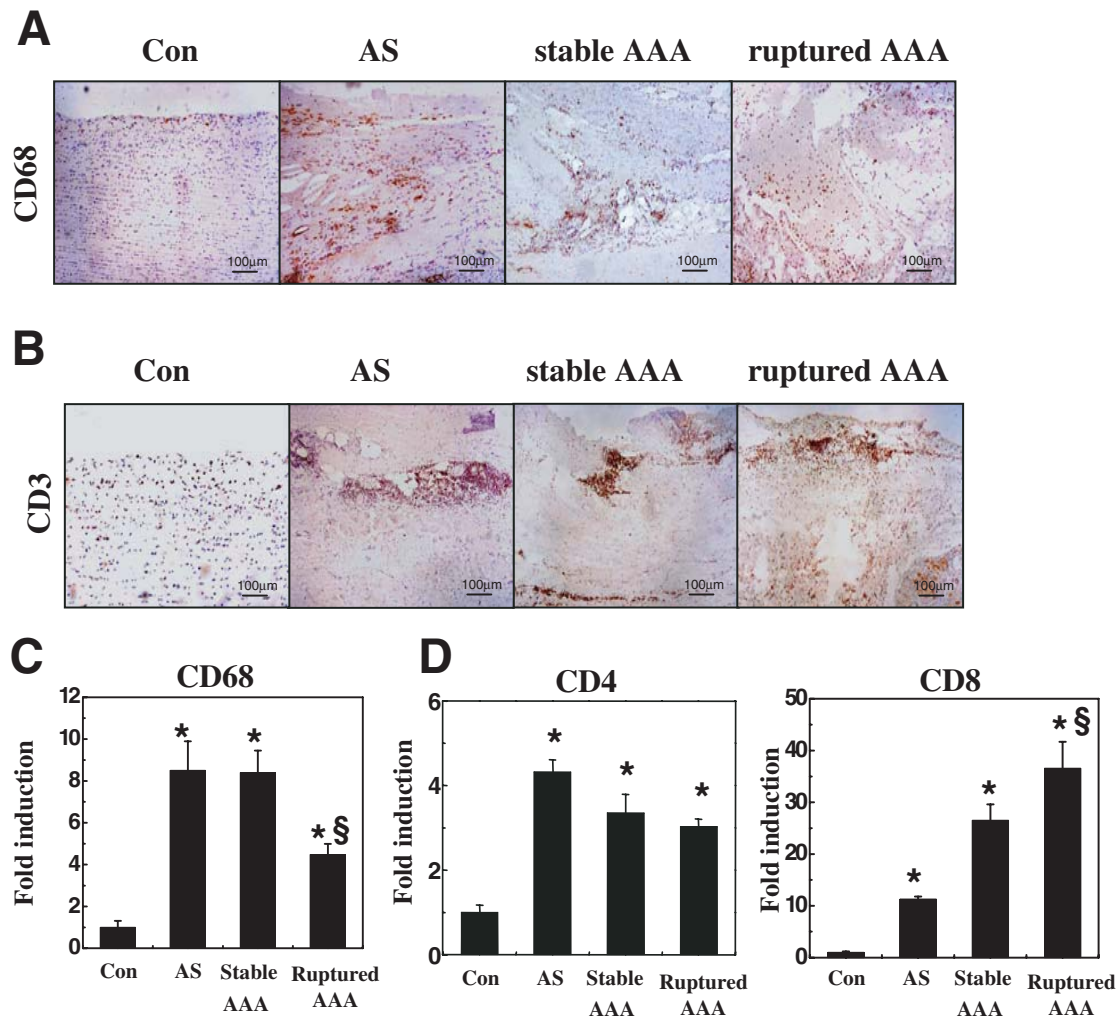 A
Con AS stable AAA ruptured AAA
CD68
100μm 100μm 100μm 100μm
B
Con AS stable AAA ruptured AAA
CD3
100μm 100μm 100μm 100μm
C
CD68
Fold induction
12
10
8
6
4
2
0
* * * §
Con AS Stable Ruptured
AAA AAA
D
CD4
Fold induction
6
4
2
0
* * *
Con AS Stable Ruptured
AAA AAA
CD8
Fold induction
50
40
30
20
10
0
* * * §
Con AS Stable Ruptured
AAA AAA